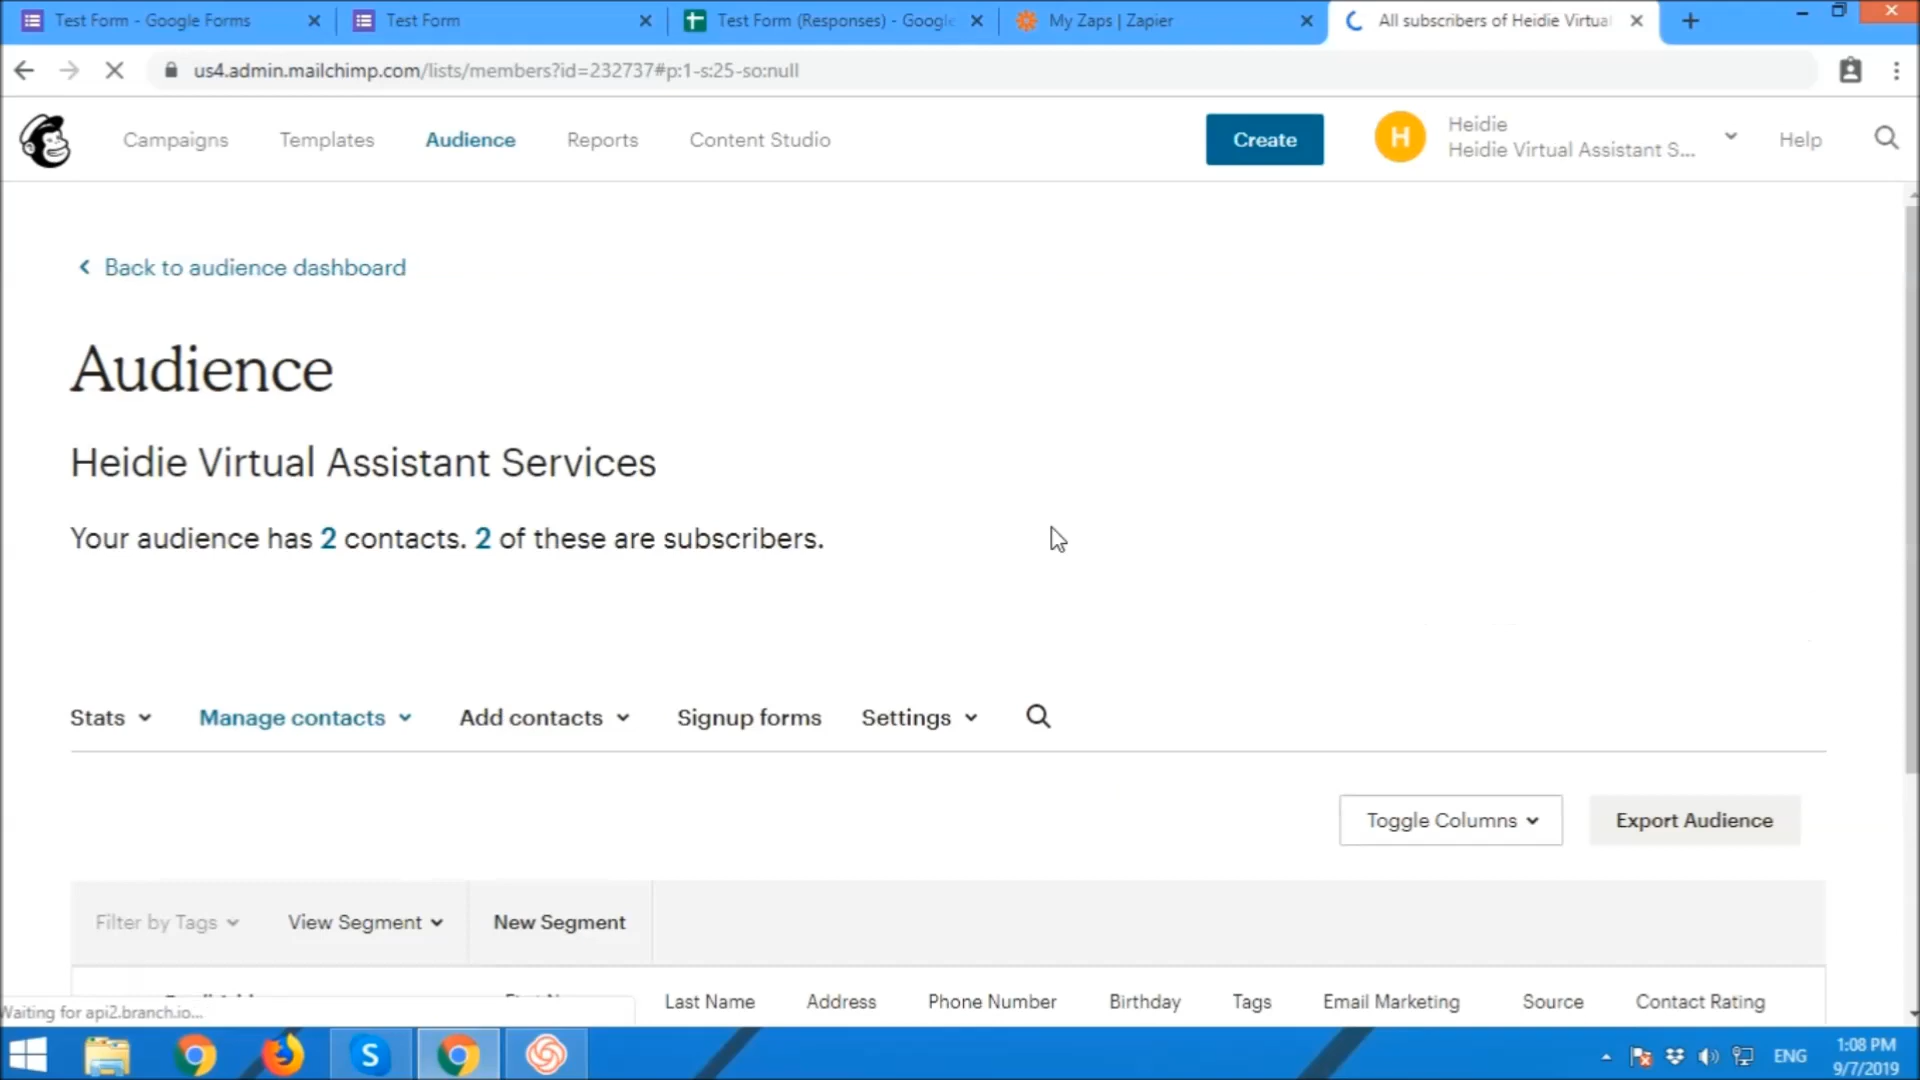 Test Form - Google Forms
Test Form
Test Form (Responses) - Google
My Zaps | Zapier
All subscribers of Heidie Virtual
us4.admin.mailchimp.com/lists/members?id=232737#p:1-s:25-so:null
Campaigns
Templates
Audience
Reports
Content Studio
Create
H
Heidie
Heidie Virtual Assistant S...
Help
Back to audience dashboard
Audience
Heidie Virtual Assistant Services
Your audience has 2 contacts. 2 of these are subscribers.
Stats
Manage contacts
Add contacts
Signup forms
Settings
Toggle Columns
Export Audience
Filter by Tags
View Segment
New Segment
Last Name
Address
Phone Number
Birthday
Tags
Email Marketing
Source
Contact Rating
Waiting for api2.branch.io...
ENG
1:08 PM
9/7/2019